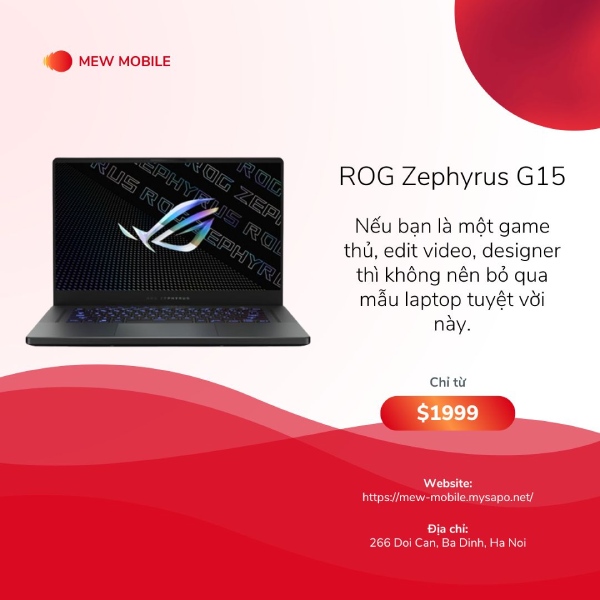 MEW MOBILE
ROG Zephyrus G15
Nếu bạn là một game
thủ, edit video, designer
thì không nên bỏ qua
mẫu laptop tuyệt vời
này.
Chỉ từ
$1999
Website:
https://mew-mobile.mysapo.net/
Địa chỉ:
266 Doi Can, Ba Dinh, Ha Noi